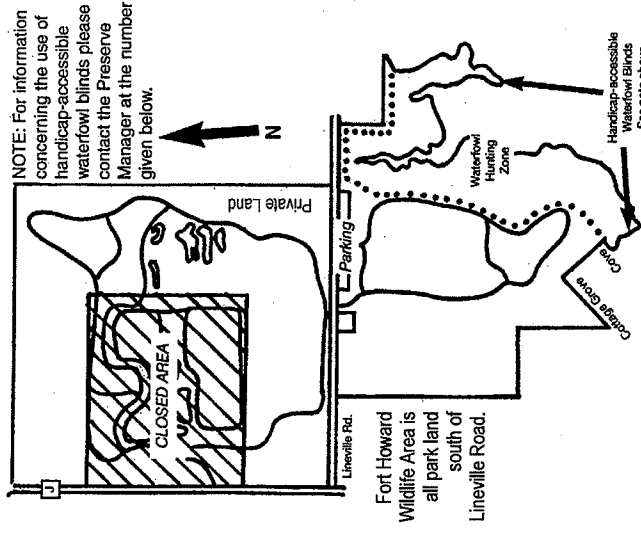 NOTE: For information
concerning the use of
handicap-accessible
waterfowl blinds please
contact the Preserve
Manager at the number
given below.
N
J
Private Land
CLOSED AREA
Lineville Rd.
Parking
Fort Howard
Wildlife Area is
all park land
south of
Lineville Road.
Waterfowl
Hunting
Zone
Cottage Grove
Cove
Handicap-accessible
Waterfowl Blinds